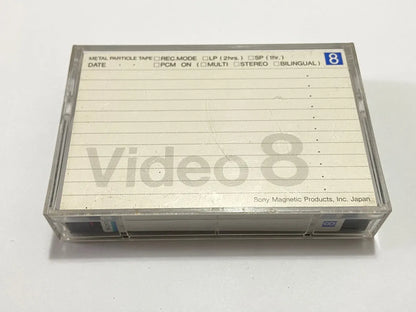 METAL PARTICLE TAPE □REC.MODE □LP (2hrs.) □SP (1hr.) 8
DATE □PCM ON (□MULTI □STEREO □BILINGUAL)
Video 8
Sony Magnetic Products, Inc. Japan
8